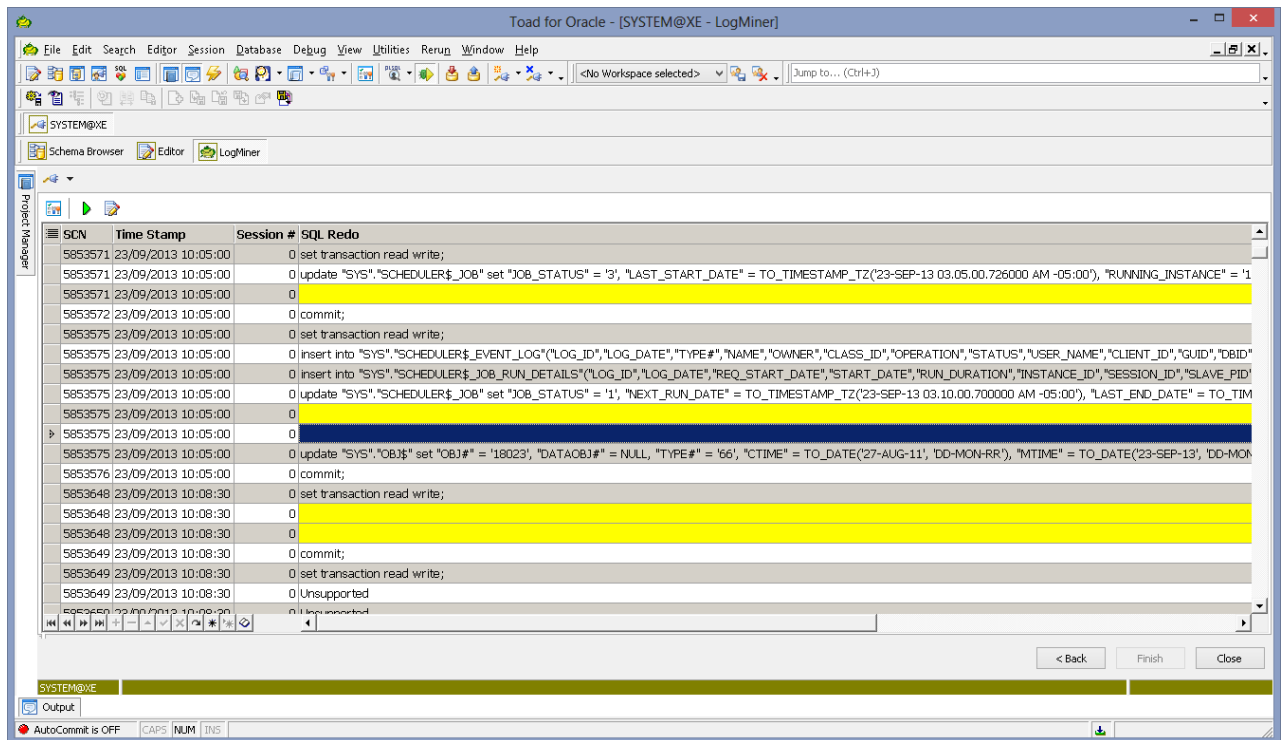 Toad for Oracle - [SYSTEM@XE - LogMiner]
File Edit Search Editor Session Database Debug View Utilities Rerun Window Help
SQL <No Workspace selected> Jump to... (Ctrl+J)
SYSTEM@XE
Schema Browser Editor LogMiner
Project Manager
SCN Time Stamp Session # SQL Redo
5853571 23/09/2013 10:05:00 0 set transaction read write;
5853571 23/09/2013 10:05:00 0 update "SYS"."SCHEDULER$_JOB" set "JOB_STATUS" = '3', "LAST_START_DATE" = TO_TIMESTAMP_TZ('23-SEP-13 03.05.00.726000 AM -05:00'), "RUNNING_INSTANCE" = '1
5853571 23/09/2013 10:05:00 0
5853572 23/09/2013 10:05:00 0 commit;
5853575 23/09/2013 10:05:00 0 set transaction read write;
5853575 23/09/2013 10:05:00 0 insert into "SYS"."SCHEDULER$_EVENT_LOG"("LOG_ID","LOG_DATE","TYPE#","NAME","OWNER","CLASS_ID","OPERATION","STATUS","USER_NAME","CLIENT_ID","GUID","DBID"
5853575 23/09/2013 10:05:00 0 insert into "SYS"."SCHEDULER$_JOB_RUN_DETAILS"("LOG_ID","LOG_DATE","REQ_START_DATE","START_DATE","RUN_DURATION","INSTANCE_ID","SESSION_ID","SLAVE_PID"
5853575 23/09/2013 10:05:00 0 update "SYS"."SCHEDULER$_JOB" set "JOB_STATUS" = '1', "NEXT_RUN_DATE" = TO_TIMESTAMP_TZ('23-SEP-13 03.10.00.700000 AM -05:00'), "LAST_END_DATE" = TO_TIM
5853575 23/09/2013 10:05:00 0
5853575 23/09/2013 10:05:00 0
5853575 23/09/2013 10:05:00 0 update "SYS"."OBJ$" set "OBJ#" = '18023', "DATAOBJ#" = NULL, "TYPE#" = '66', "CTIME" = TO_DATE('27-AUG-11', 'DD-MON-RR'), "MTIME" = TO_DATE('23-SEP-13', 'DD-MON
5853576 23/09/2013 10:05:00 0 commit;
5853648 23/09/2013 10:08:30 0 set transaction read write;
5853648 23/09/2013 10:08:30 0
5853648 23/09/2013 10:08:30 0
5853649 23/09/2013 10:08:30 0 commit;
5853649 23/09/2013 10:08:30 0 set transaction read write;
5853649 23/09/2013 10:08:30 0 Unsupported
5853650 23/09/2013 10:08:30 0 Unsupported
< Back Finish Close
SYSTEM@XE
Output
AutoCommit is OFF CAPS NUM INS